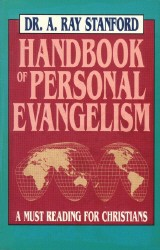 DR. A. RAY STANFORD
HANDBOOK
OF PERSONAL
EVANGELISM
A MUST READING FOR CHRISTIANS